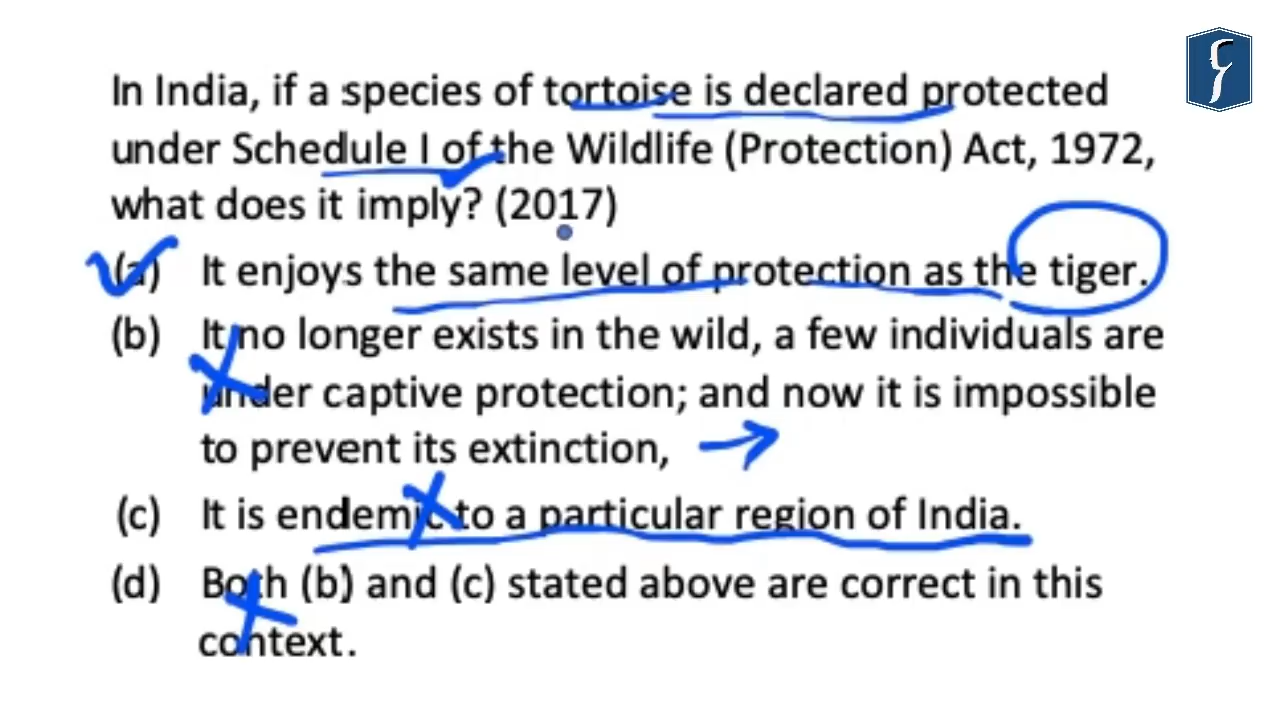 In India, if a species of tortoise is declared protected
under Schedule I of the Wildlife (Protection) Act, 1972,
what does it imply? (2017)
(a) It enjoys the same level of protection as the tiger.
(b) It no longer exists in the wild, a few individuals are
under captive protection; and now it is impossible
to prevent its extinction,
(c) It is endemic to a particular region of India.
(d) Both (b) and (c) stated above are correct in this
context.